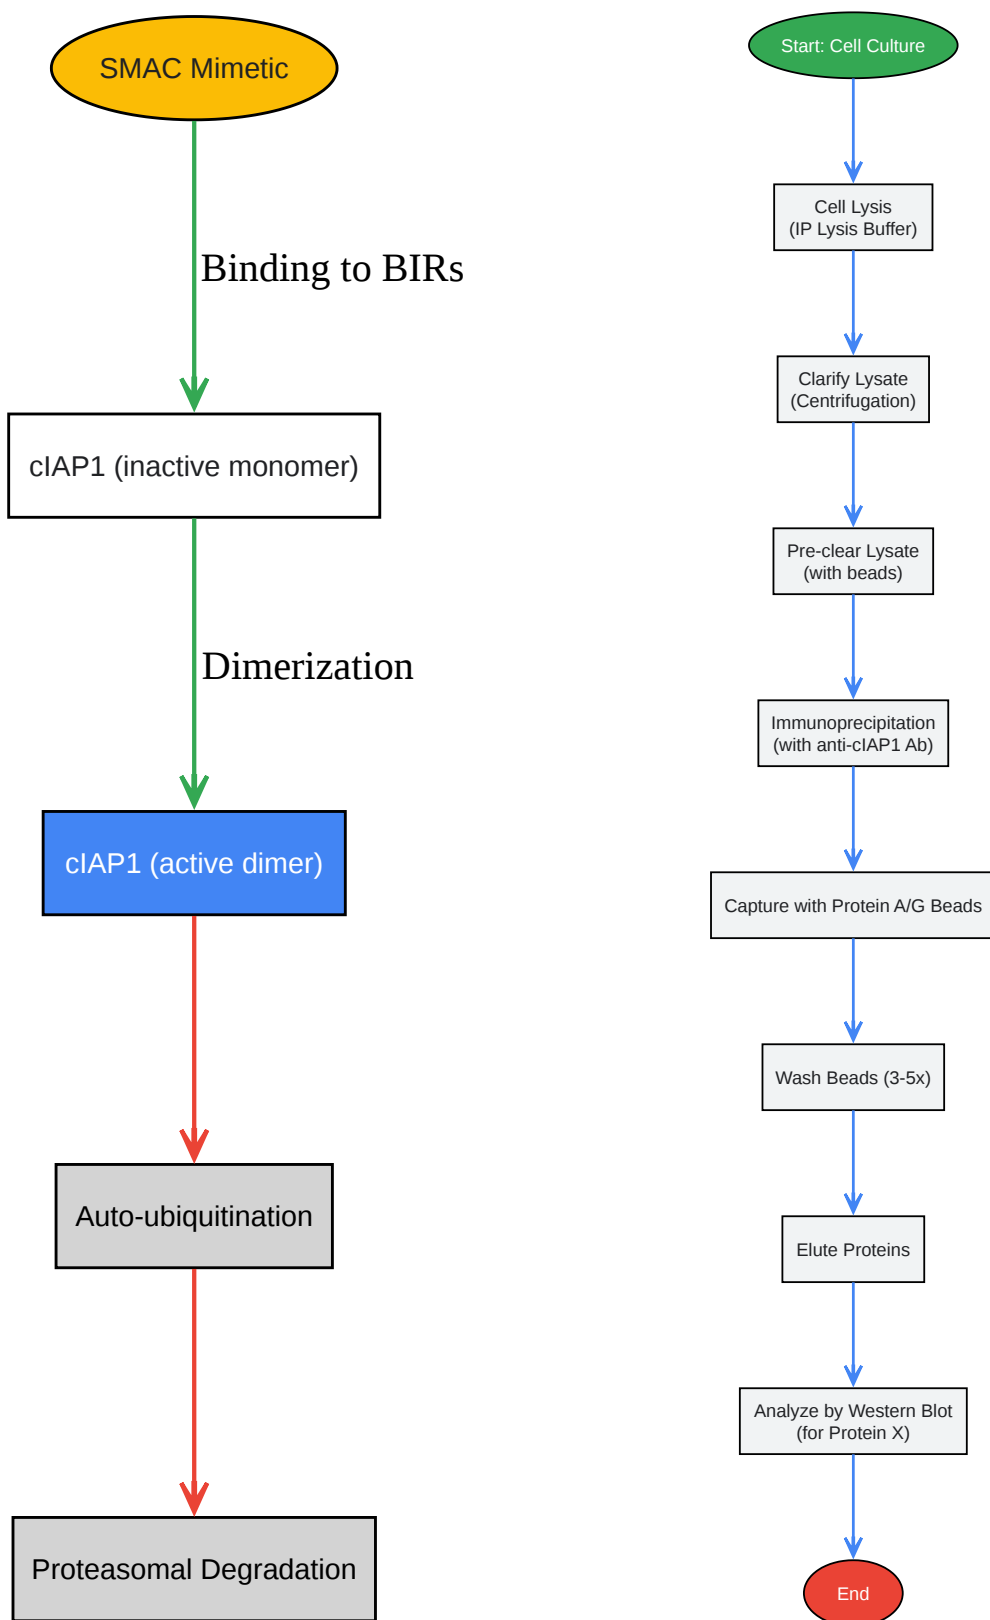 SMAC Mimetic
Binding to BIRs
cIAP1 (inactive monomer)
Dimerization
cIAP1 (active dimer)
Auto-ubiquitination
Proteasomal Degradation
Start: Cell Culture
Cell Lysis
(IP Lysis Buffer)
Clarify Lysate
(Centrifugation)
Pre-clear Lysate
(with beads)
Immunoprecipitation
(with anti-cIAP1 Ab)
Capture with Protein A/G Beads
Wash Beads (3-5x)
Elute Proteins
Analyze by Western Blot
(for Protein X)
End